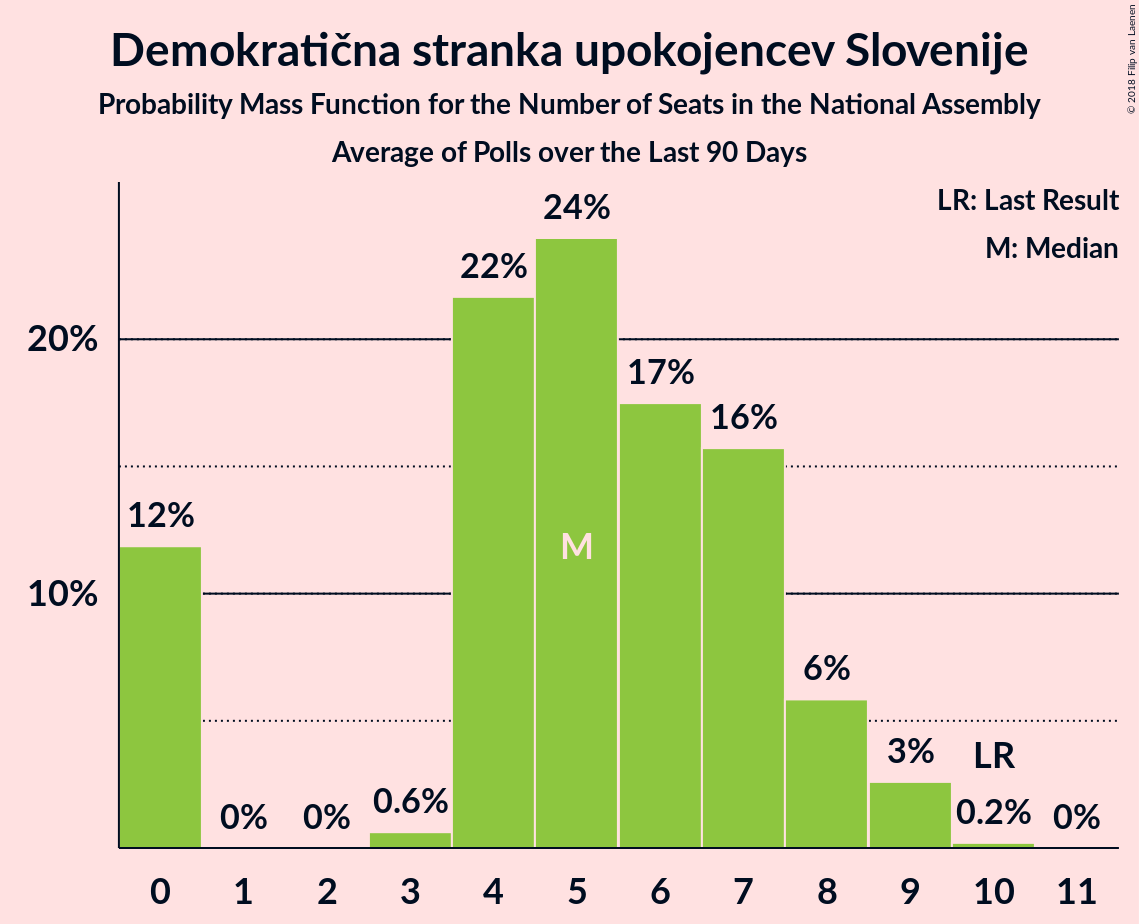 Demokratična stranka upokojencev Slovenije
Probability Mass Function for the Number of Seats in the National Assembly
Average of Polls over the Last 90 Days
© 2018 Filip van Laenen
LR: Last Result
M: Median
24%
22%
20%
17%
16%
12%
M
10%
6%
3%
LR
0.6%
0.2%
0%
0%
0%
0 1 2 3 4 5 6 7 8 9 10 11